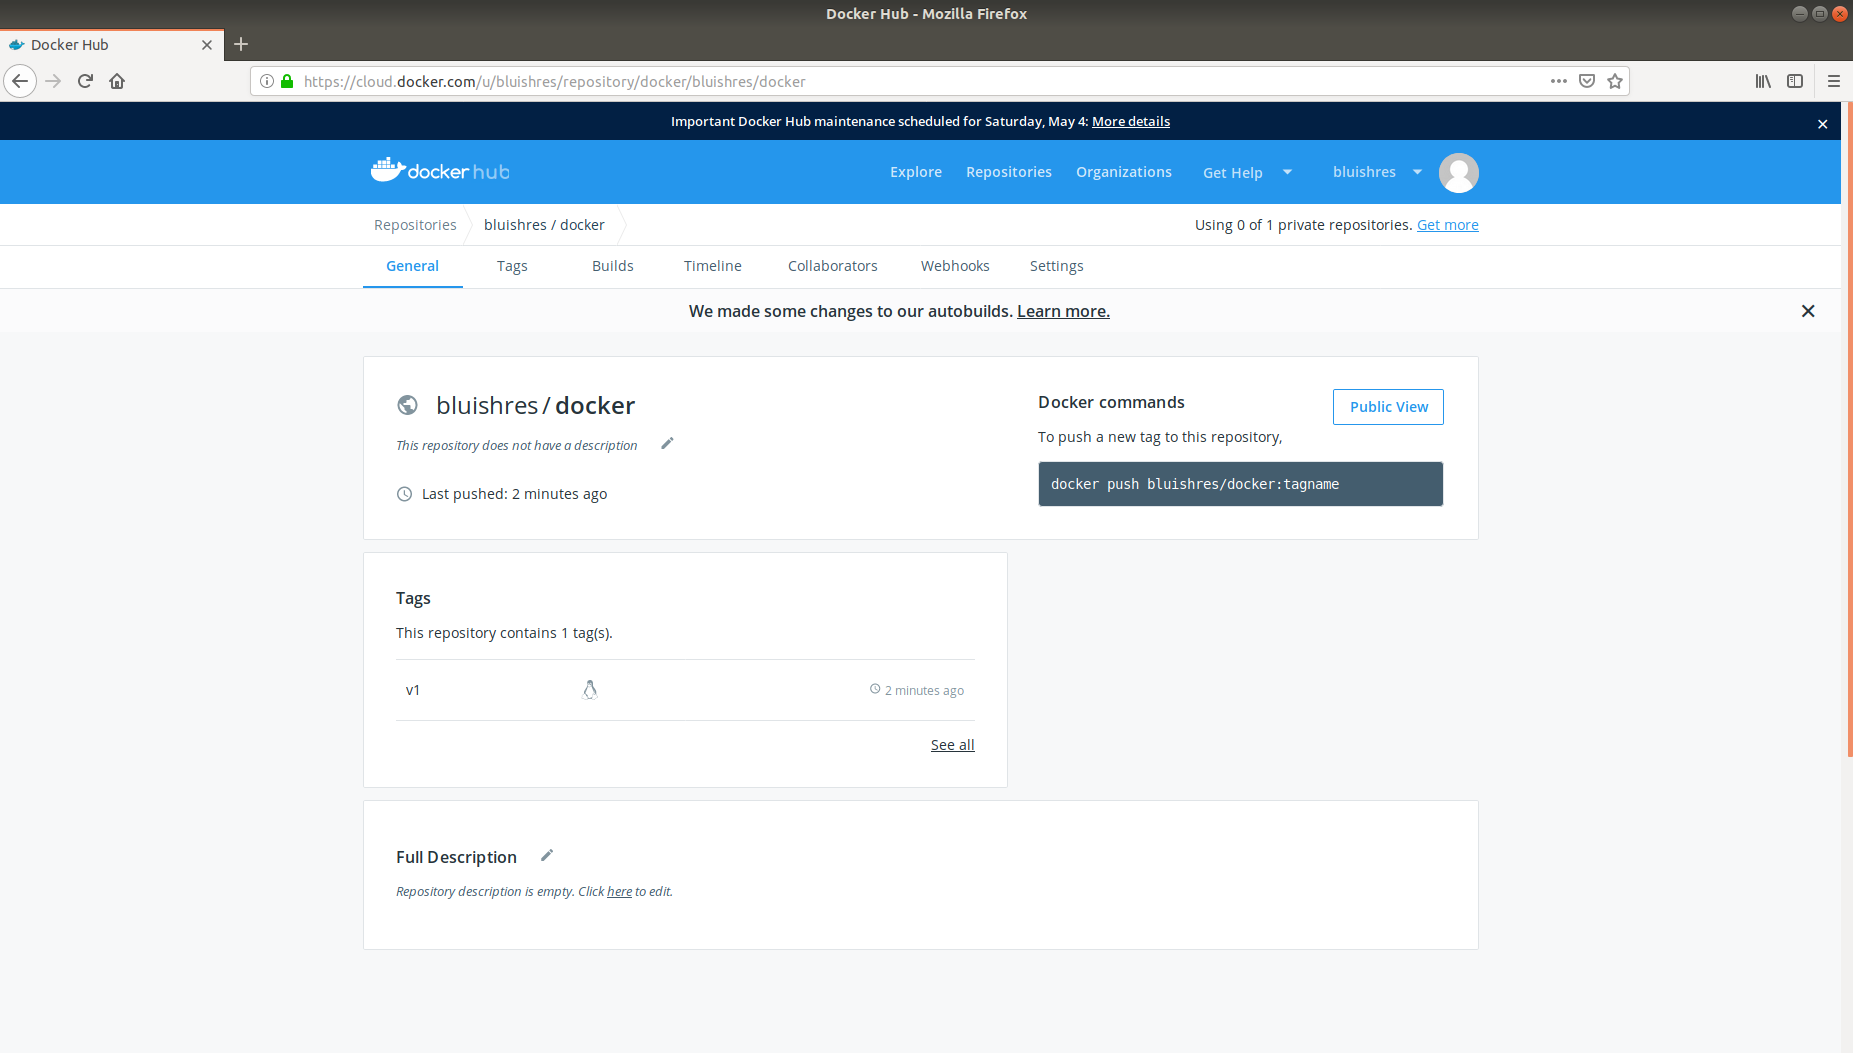 Docker Hub - Mozilla Firefox
Docker Hub
https://cloud.docker.com/u/bluishres/repository/docker/bluishres/docker
Important Docker Hub maintenance scheduled for Saturday, May 4: More details
docker hub
Explore Repositories Organizations Get Help bluishres
Repositories bluishres / docker Using 0 of 1 private repositories. Get more
General Tags Builds Timeline Collaborators Webhooks Settings
We made some changes to our autobuilds. Learn more.
bluishres / docker
This repository does not have a description
Last pushed: 2 minutes ago
Docker commands
Public View
To push a new tag to this repository,
docker push bluishres/docker:tagname
Tags
This repository contains 1 tag(s).
v1 2 minutes ago
See all
Full Description
Repository description is empty. Click here to edit.